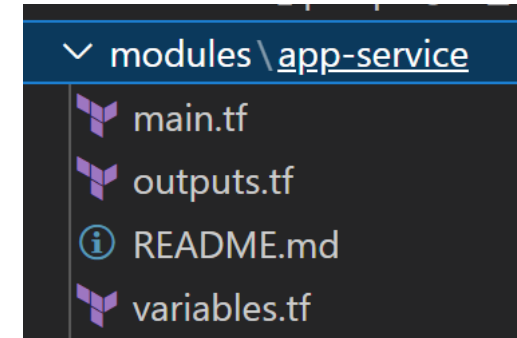 modules\app-service
main.tf
outputs.tf
README.md
variables.tf